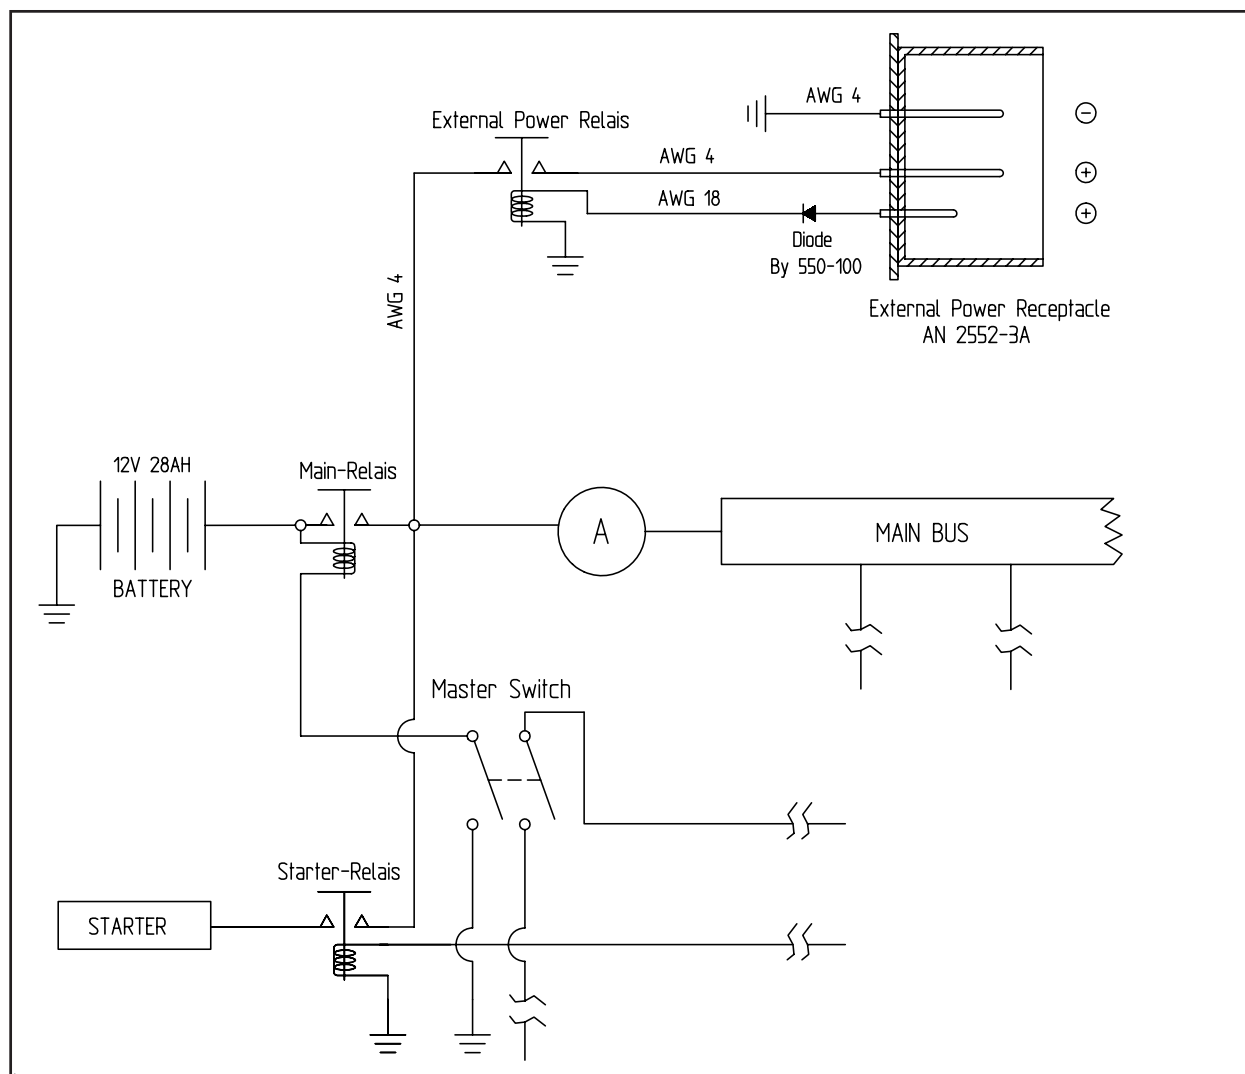 AWG 4
−
External Power Relais
AWG 4
+
AWG 18
+
Diode
By 550-100
AWG 4
External Power Receptacle
AN 2552-3A
12V 28AH
Main-Relais
A
MAIN BUS
BATTERY
Master Switch
Starter-Relais
STARTER